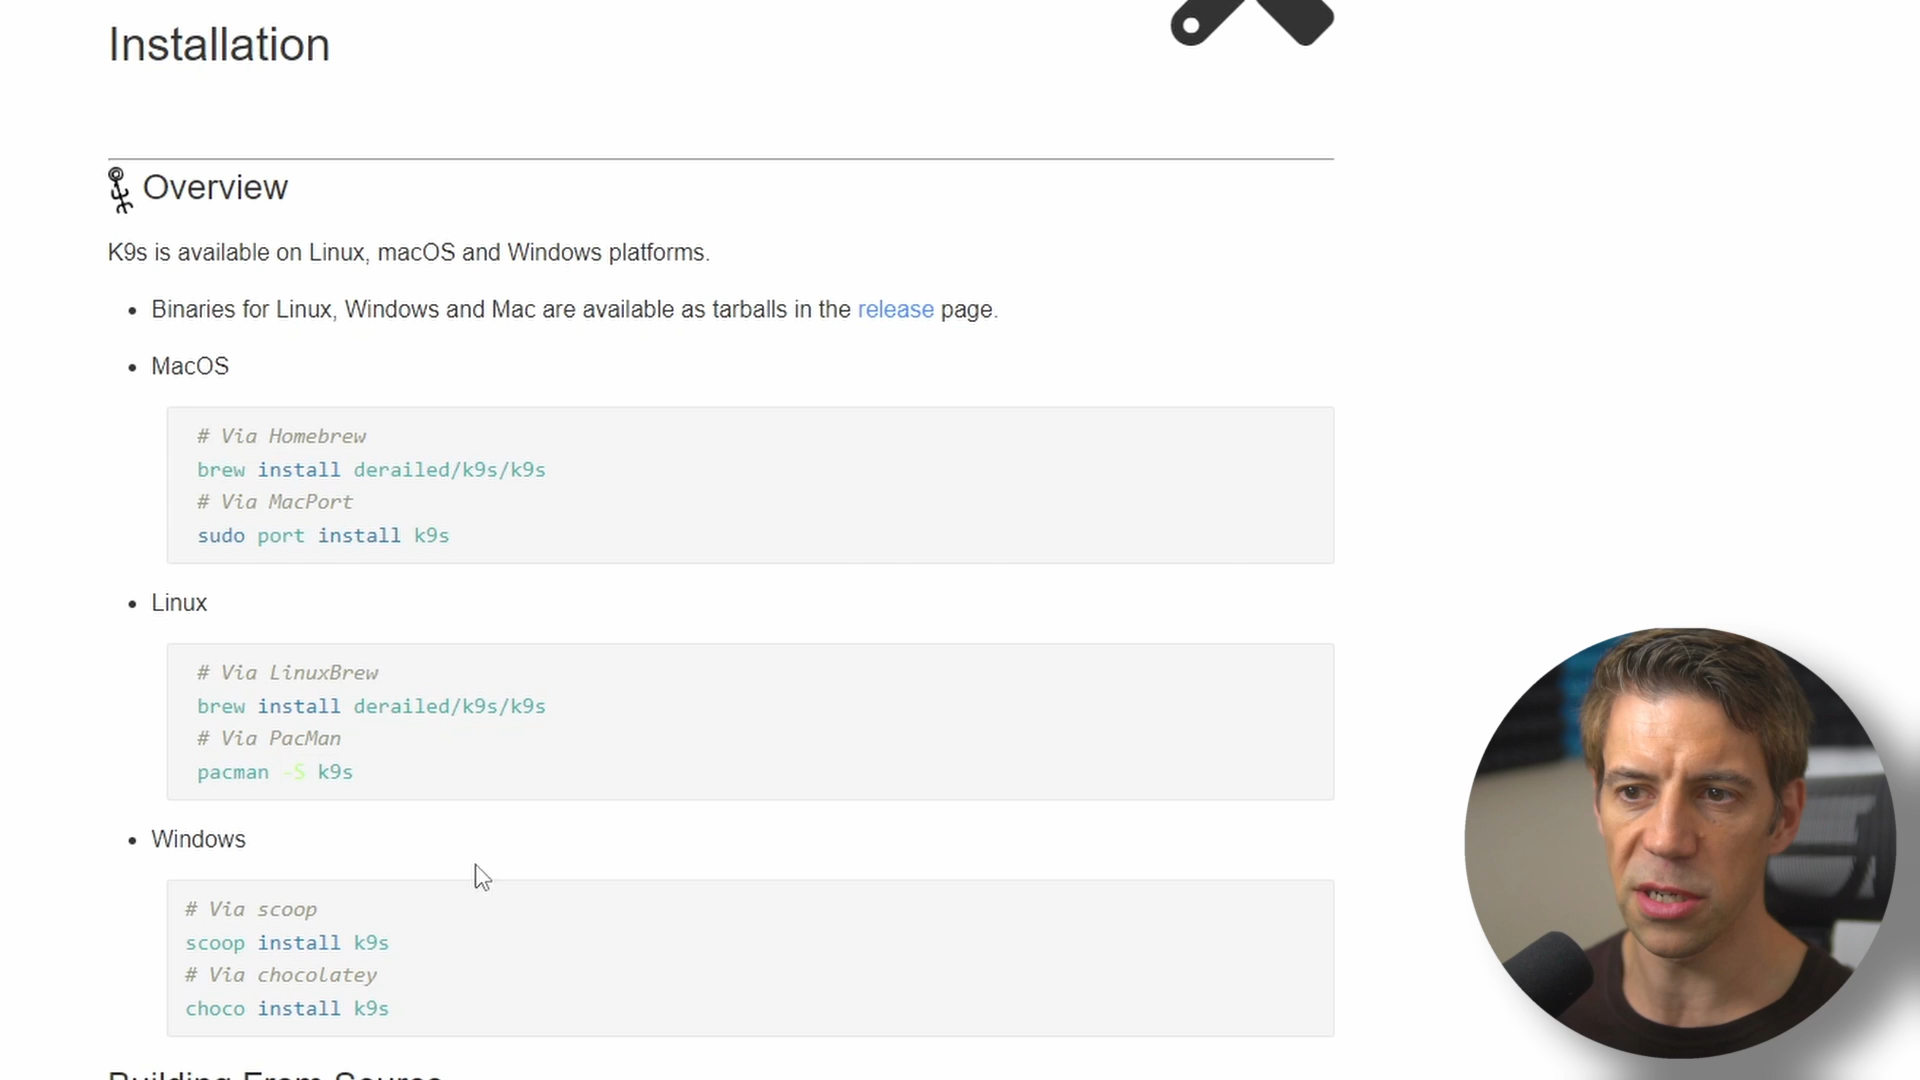 Installation
Overview
K9s is available on Linux, macOS and Windows platforms.
• Binaries for Linux, Windows and Mac are available as tarballs in the release page.
• MacOS
# Via Homebrew
brew install derailed/k9s/k9s
# Via MacPort
sudo port install k9s
• Linux
# Via LinuxBrew
brew install derailed/k9s/k9s
# Via PacMan
pacman -S k9s
• Windows
# Via scoop
scoop install k9s
# Via chocolatey
choco install k9s
Building From Source